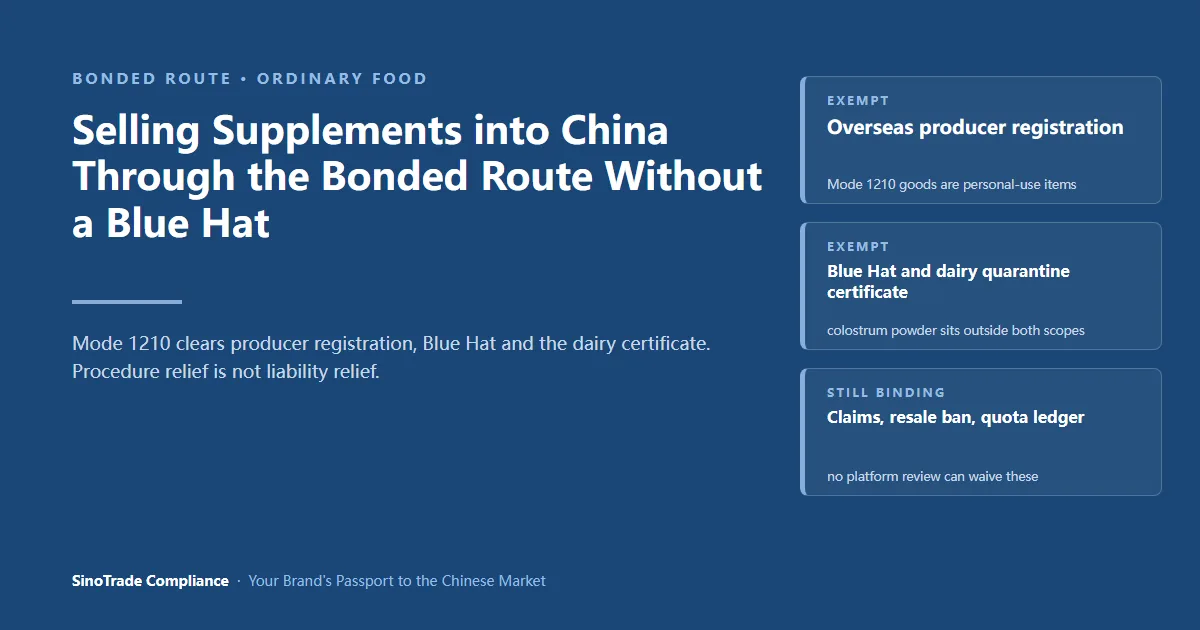 BONDED ROUTE • ORDINARY FOOD
Selling Supplements into China
Through the Bonded Route Without
a Blue Hat
Mode 1210 clears producer registration, Blue Hat and the dairy certificate.
Procedure relief is not liability relief.
EXEMPT
Overseas producer registration
Mode 1210 goods are personal-use items
EXEMPT
Blue Hat and dairy quarantine
certificate
colostrum powder sits outside both scopes
STILL BINDING
Claims, resale ban, quota ledger
no platform review can waive these
SinoTrade Compliance · Your Brand's Passport to the Chinese Market